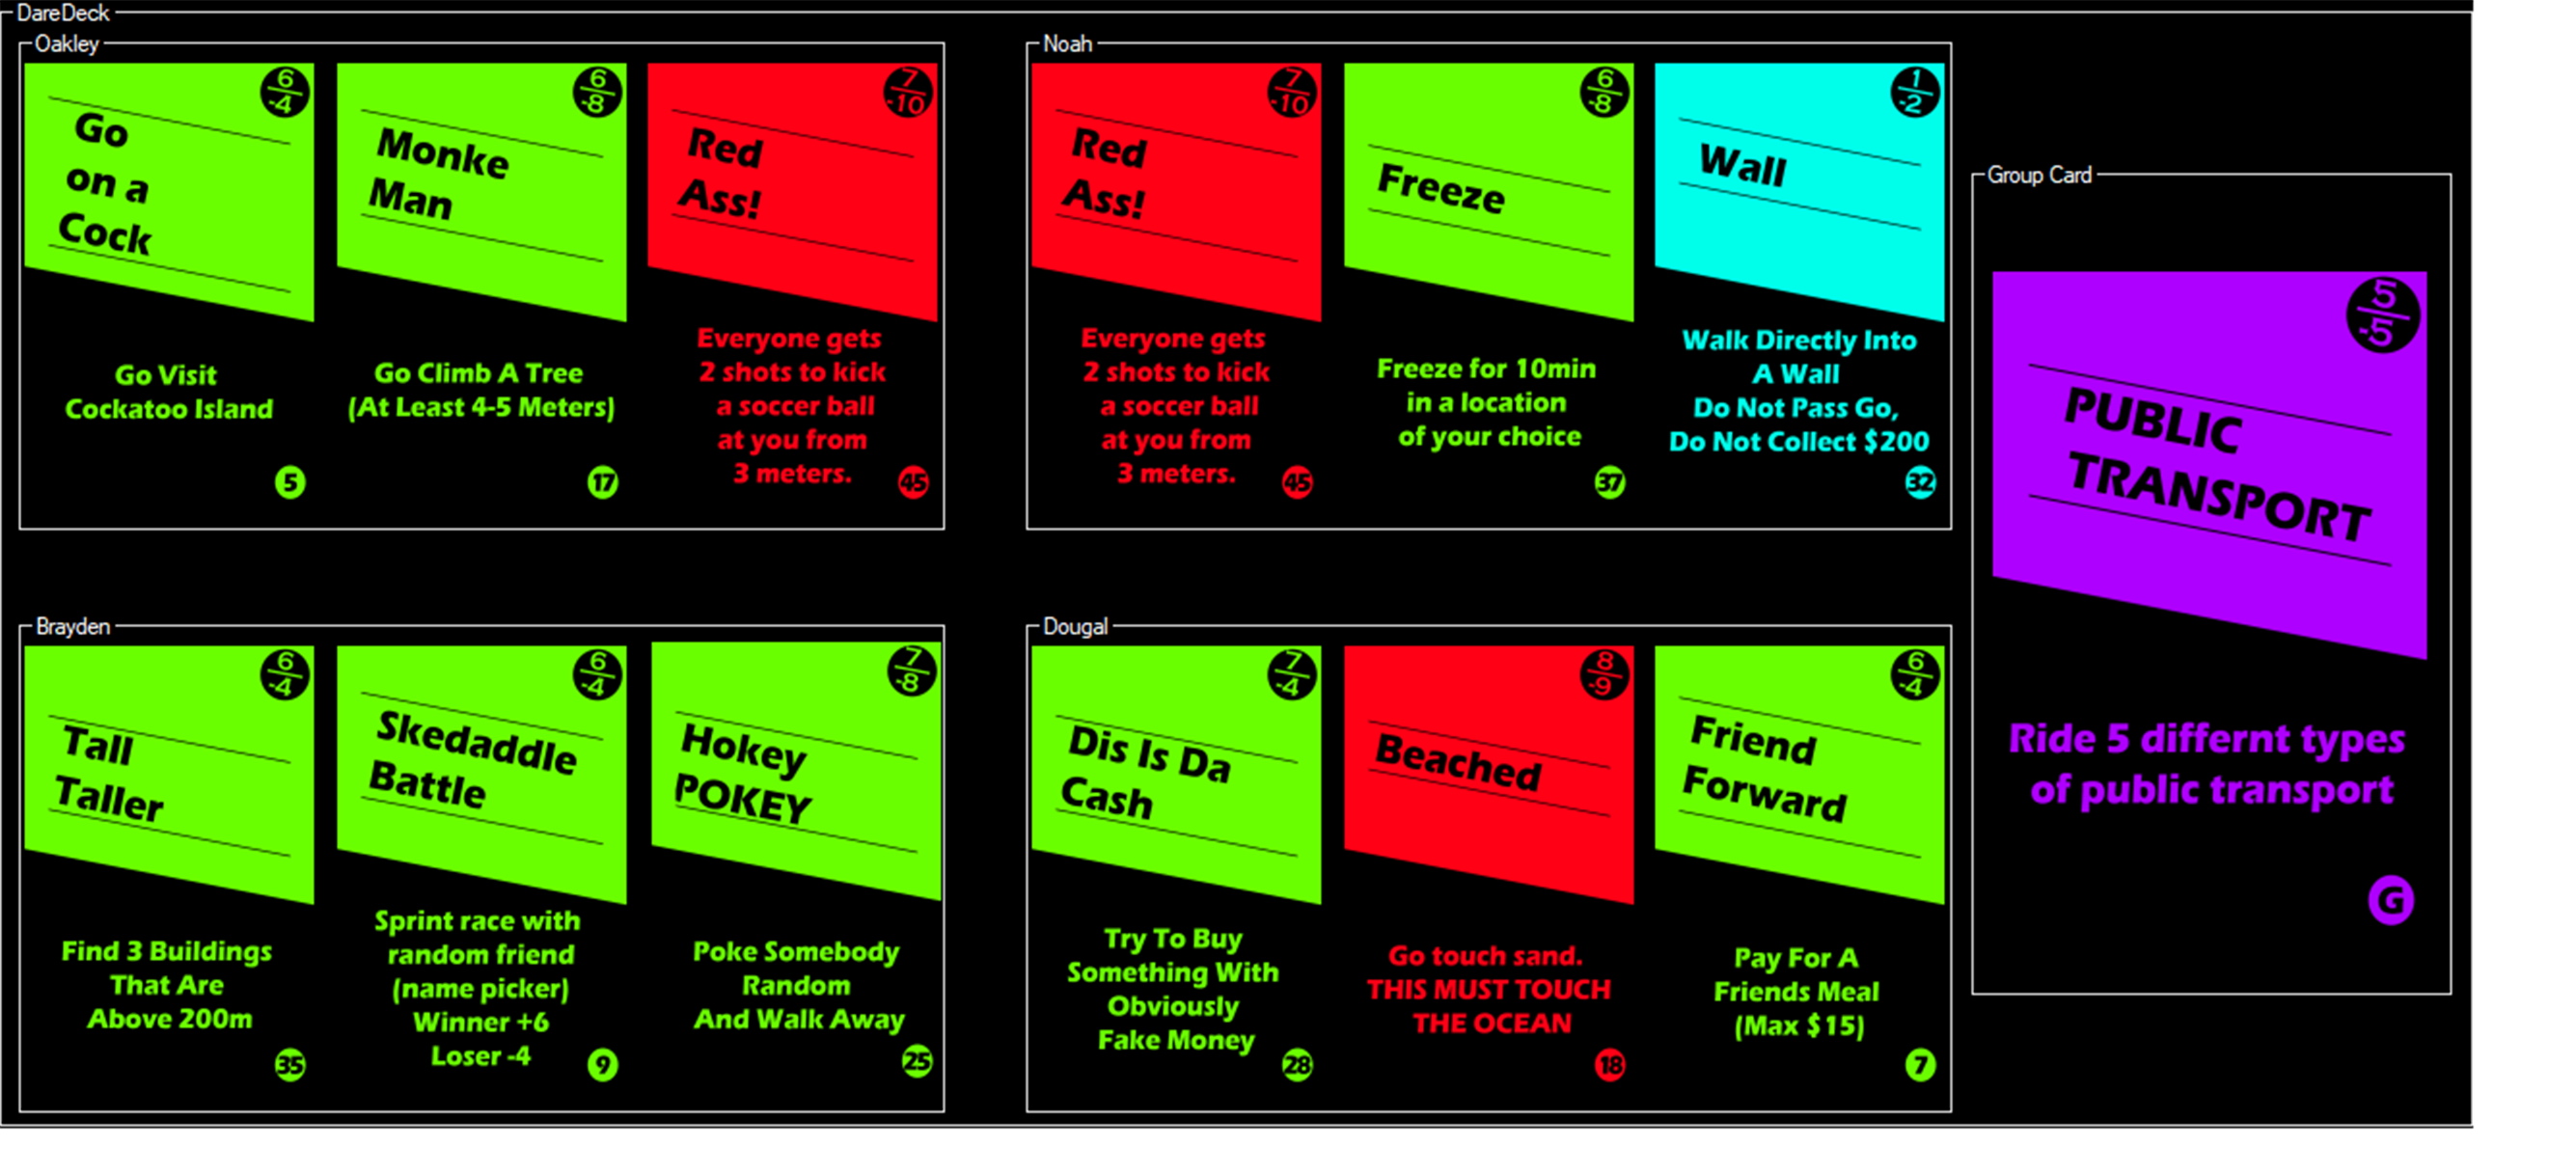 DareDeck
Oakley
6
-4
Go
on a
Cock
Go Visit
Cockatoo Island
5
6
-8
Monke
Man
Go Climb A Tree
(At Least 4-5 Meters)
17
7
-10
Red
Ass!
Everyone gets
2 shots to kick
a soccer ball
at you from
3 meters.
45
Noah
7
-10
Red
Ass!
Everyone gets
2 shots to kick
a soccer ball
at you from
3 meters.
45
6
-8
Freeze
Freeze for 10min
in a location
of your choice
37
1
-2
Wall
Walk Directly Into
A Wall
Do Not Pass Go,
Do Not Collect $200
32
Brayden
6
-4
Tall
Taller
Find 3 Buildings
That Are
Above 200m
35
6
-4
Skedaddle
Battle
Sprint race with
random friend
(name picker)
Winner +6
Loser -4
9
7
-8
Hokey
POKEY
Poke Somebody
Random
And Walk Away
25
Dougal
7
-4
Dis Is Da
Cash
Try To Buy
Something With
Obviously
Fake Money
28
8
-9
Beached
Go touch sand.
THIS MUST TOUCH
THE OCEAN
18
6
-4
Friend
Forward
Pay For A
Friends Meal
(Max $15)
7
Group Card
5
-5
PUBLIC
TRANSPORT
Ride 5 differnt types
of public transport
G